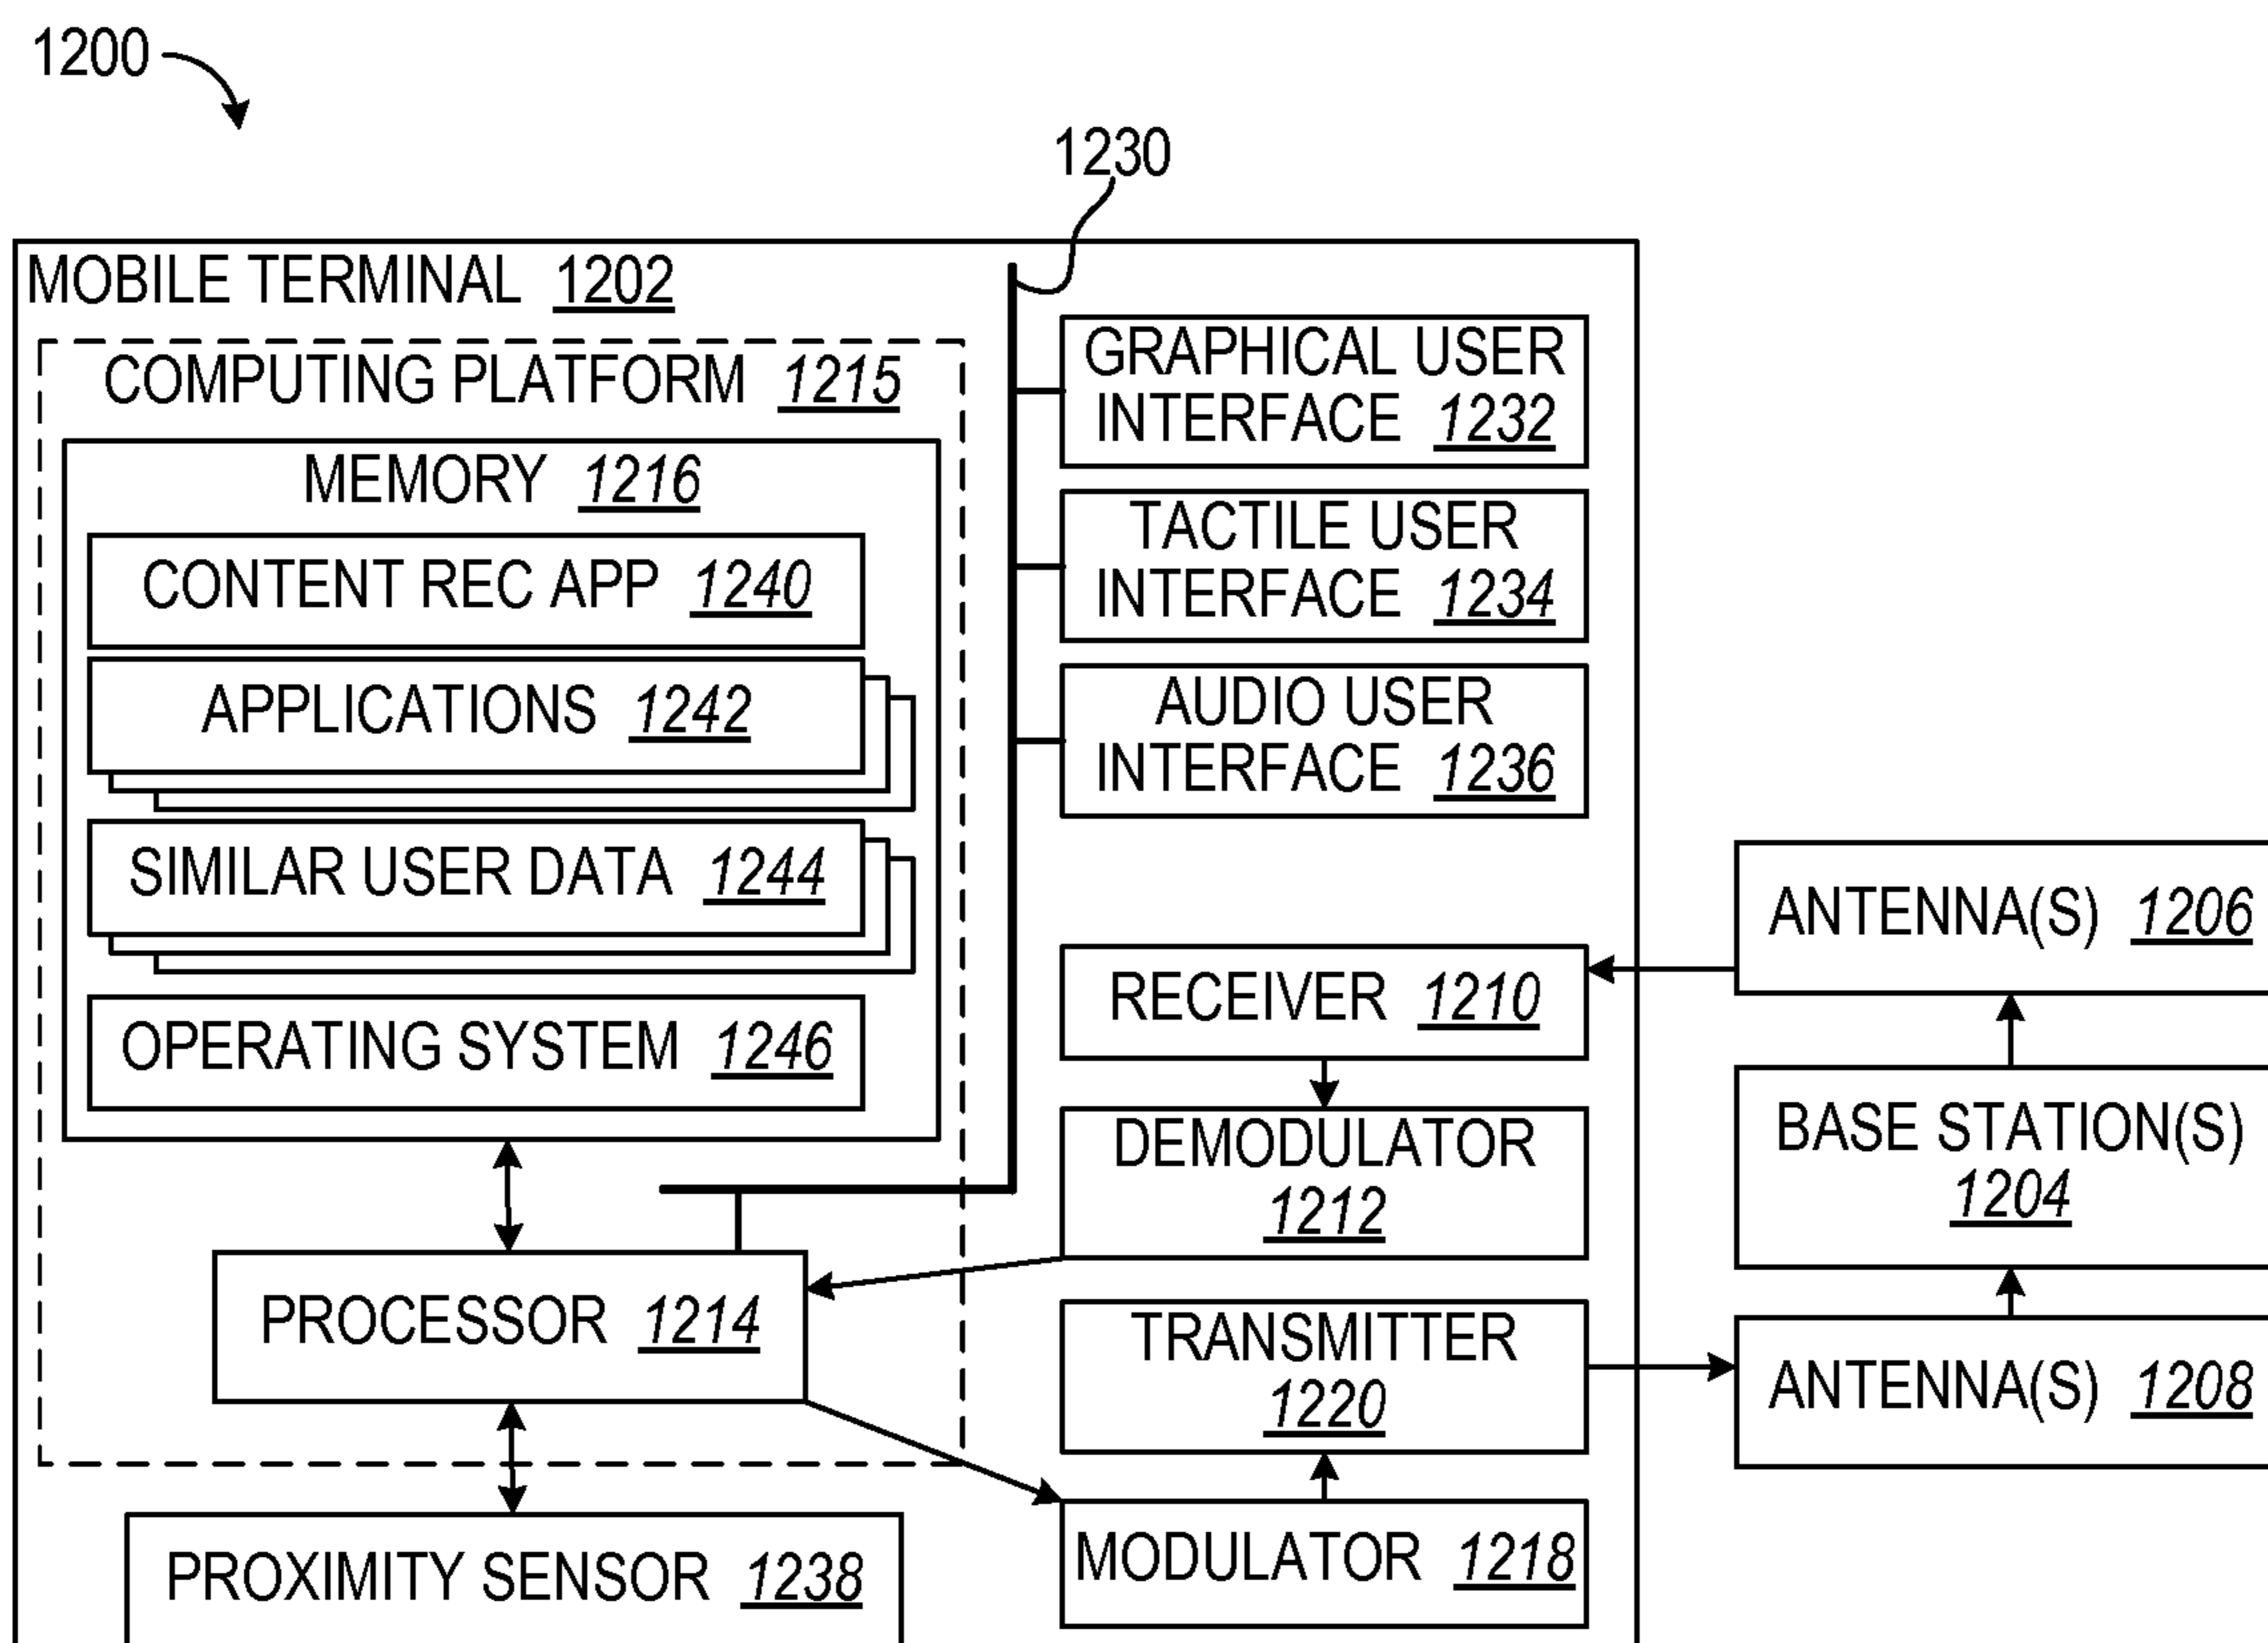 1200
1230
MOBILE TERMINAL 1202
COMPUTING PLATFORM 1215
MEMORY 1216
CONTENT REC APP 1240
APPLICATIONS 1242
SIMILAR USER DATA 1244
OPERATING SYSTEM 1246
PROCESSOR 1214
PROXIMITY SENSOR 1238
GRAPHICAL USER
INTERFACE 1232
TACTILE USER
INTERFACE 1234
AUDIO USER
INTERFACE 1236
RECEIVER 1210
DEMODULATOR
1212
TRANSMITTER
1220
MODULATOR 1218
ANTENNA(S) 1206
BASE STATION(S)
1204
ANTENNA(S) 1208